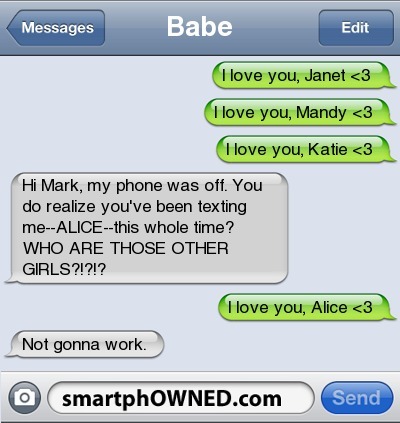 Messages
Babe
Edit
I love you, Janet <3
I love you, Mandy <3
I love you, Katie <3
Hi Mark, my phone was off. You
do realize you've been texting
me--ALICE--this whole time?
WHO ARE THOSE OTHER
GIRLS?!?!?
I love you, Alice <3
Not gonna work.
smartphOWNED.com
Send